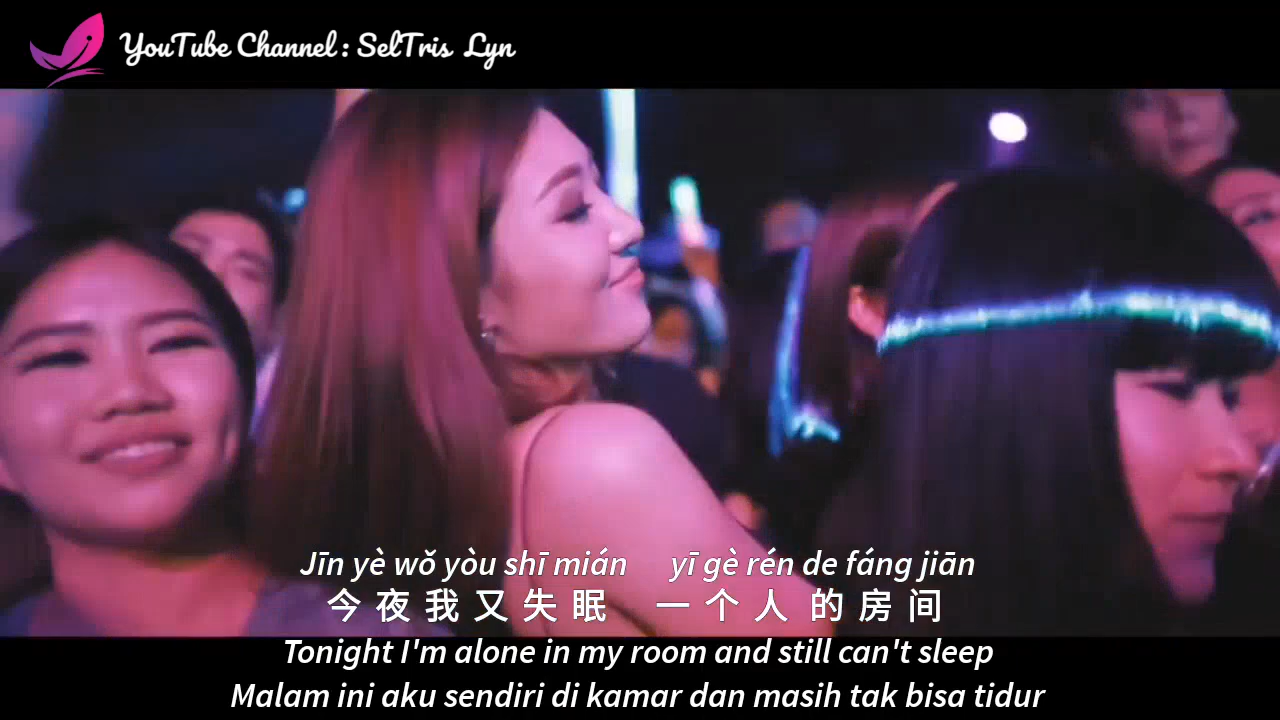 YouTube Channel : SelTris Lyn
Jīn yè wǒ yòu shī mián yī gè rén de fáng jiān
今夜我又失眠 一个人的房间
Tonight I'm alone in my room and still can't sleep
Malam ini aku sendiri di kamar dan masih tak bisa tidur